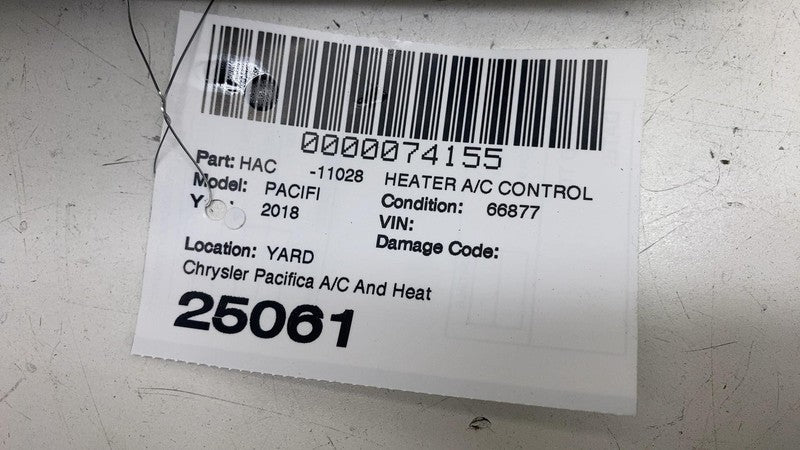 0000074155
Part: HAC -11028 HEATER A/C CONTROL
Model: PACIFI Condition: 66877
2018 VIN:
Location: YARD Damage Code:
Chrysler Pacifica A/C And Heat
25061